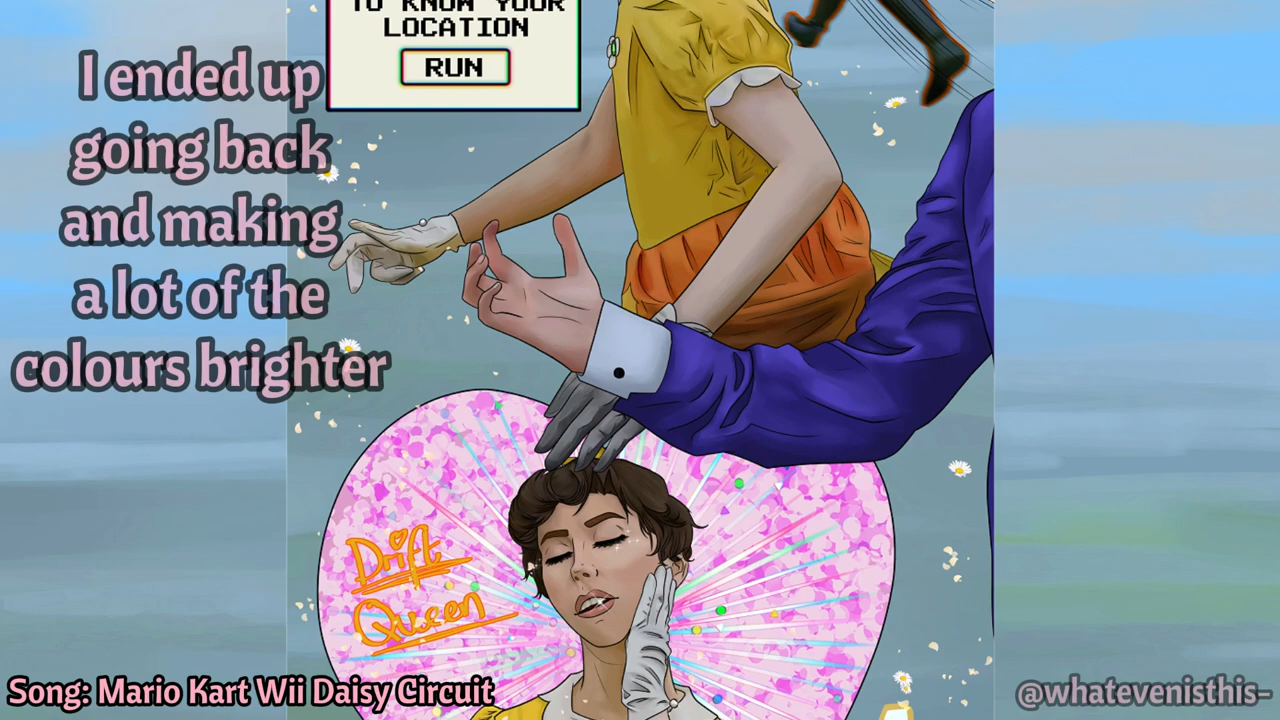 TO KNOW YOUR
LOCATION
RUN
I ended up
going back
and making
a lot of the
colours brighter
Drift
Queen
Song: Mario Kart Wii Daisy Circuit
@whatevenisthis-